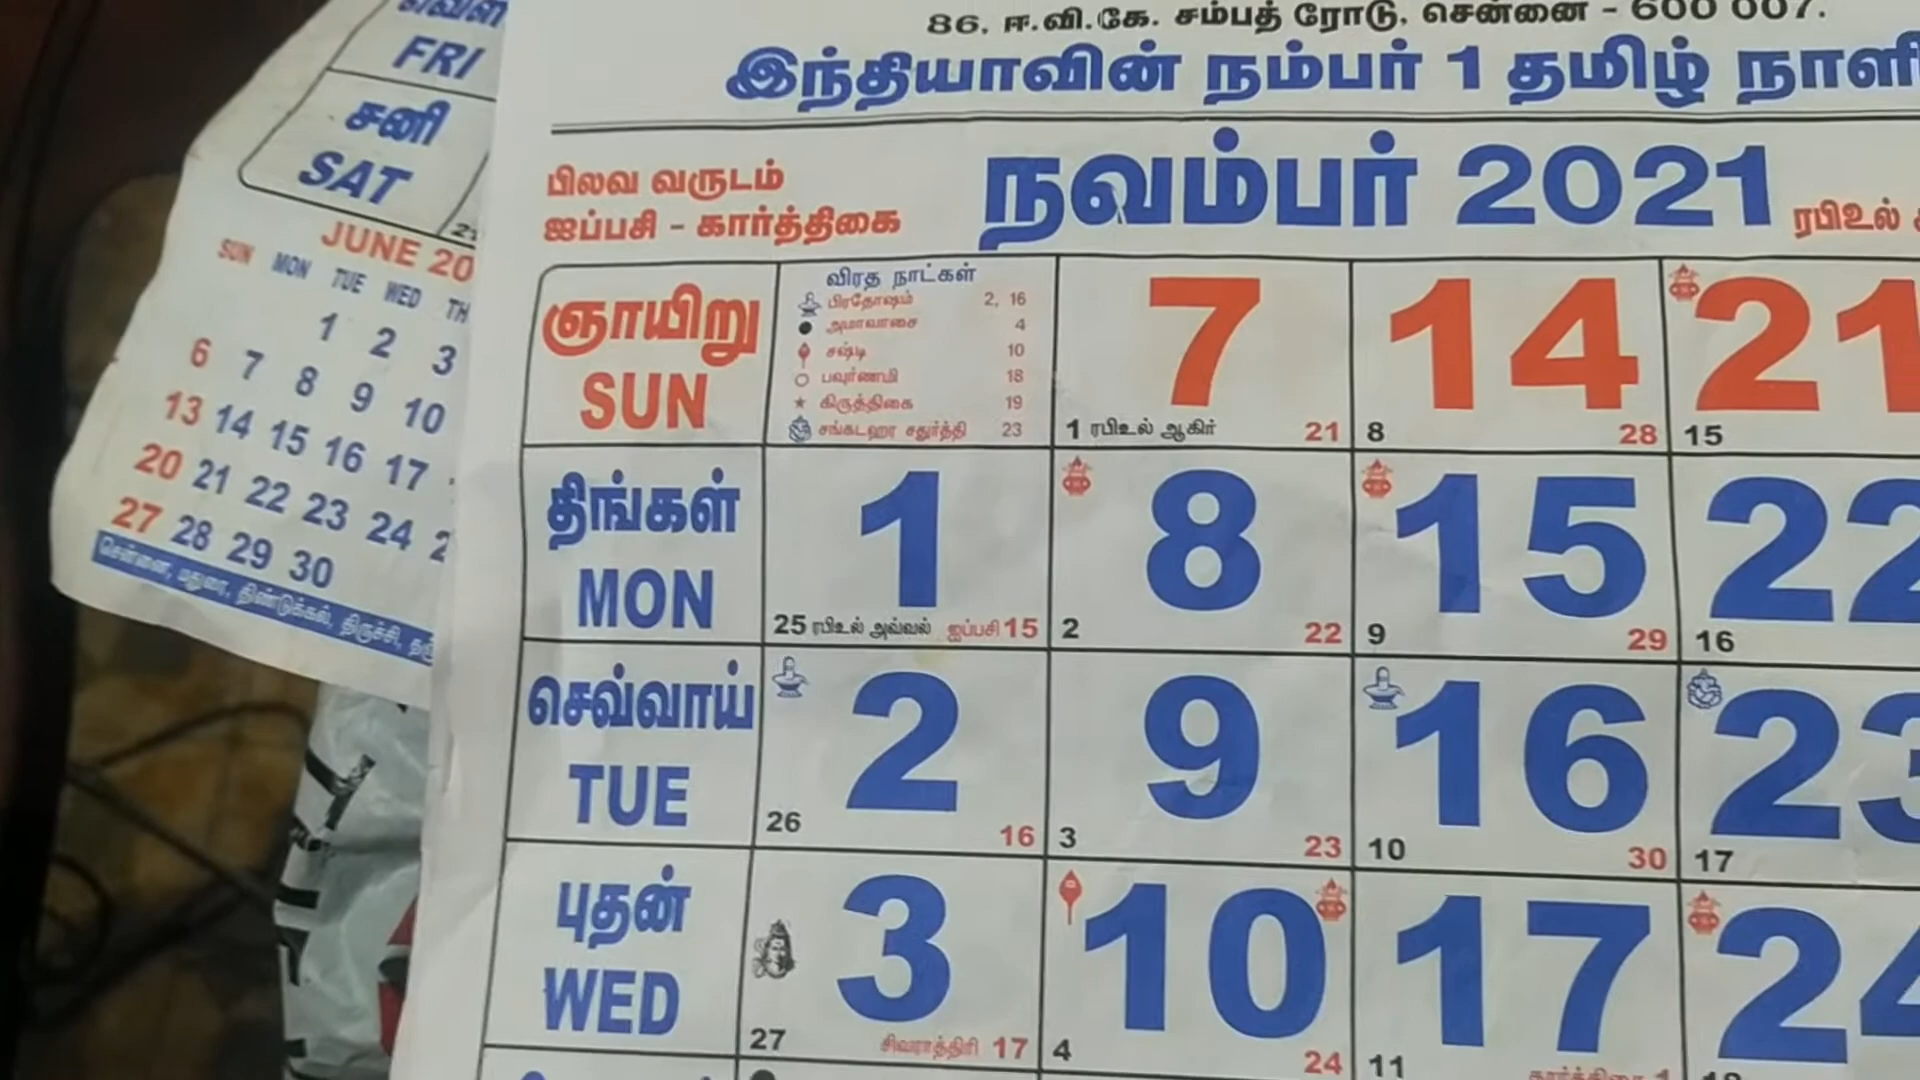 FRI
சனி
SAT
JUNE 20
SUN MON TUE WED TH
1 2 3
6 7 8 9 10
13 14 15 16 17
20 21 22 23 24 2
27 28 29 30
சென்னை, மதுரை, திண்டுக்கல், திருச்சி,
86, ஈ.வி.கே. சம்பத் ரோடு, சென்னை - 600 007.
இந்தியாவின் நம்பர் 1 தமிழ் நாளி
பிலவ வருடம்
ஐப்பசி - கார்த்திகை
நவம்பர் 2021
ரபிஉல்
ஞாயிறு
SUN
விரத நாட்கள்
பிரதோஷம் 2, 16
அமாவாசை 4
சஷ்டி 10
பவுர்ணமி 18
கிருத்திகை 19
சங்கடஹர சதுர்த்தி 23
7
1 ரபிஉல் ஆகிர் 21
14
8 28
21
15
திங்கள்
MON
1
25 ரபிஉல் அவ்வல் ஐப்பசி 15
8
2 22
15
9 29
22
16
செவ்வாய்
TUE
2
26 16
9
3 23
16
10 30
23
17
புதன்
WED
3
27 சிவராத்திரி 17
10
4 24
17
11 கார்த்திகை 1
24
18